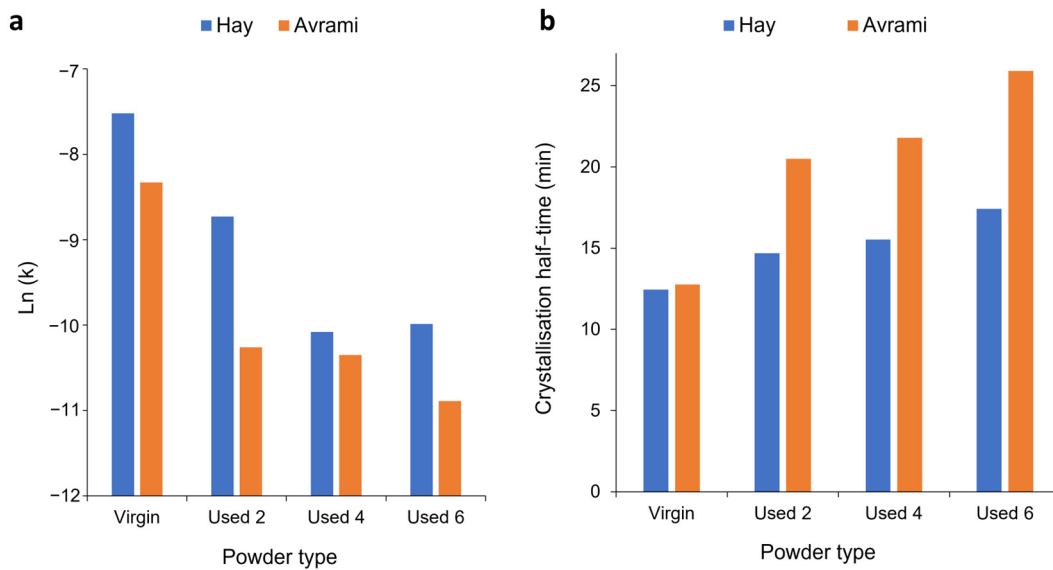 a
Hay Avrami
−7
−8
−9
−10
−11
−12
Ln (k)
Virgin Used 2 Used 4 Used 6
Powder type
b
Hay Avrami
25
20
15
10
5
0
Crystallisation half−time (min)
Virgin Used 2 Used 4 Used 6
Powder type